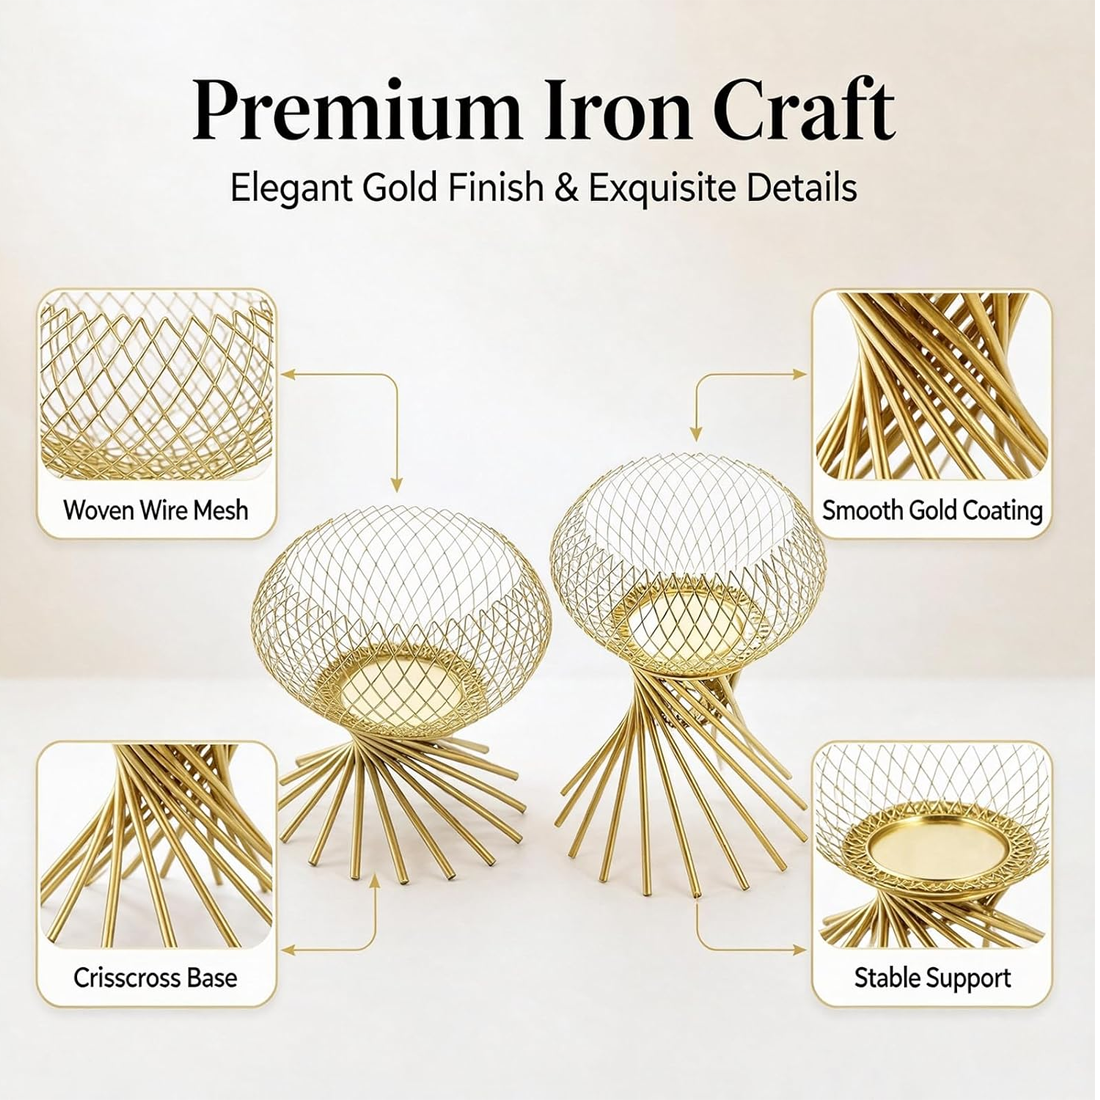 Premium Iron Craft
Elegant Gold Finish & Exquisite Details
Woven Wire Mesh
Smooth Gold Coating
Crisscross Base
Stable Support